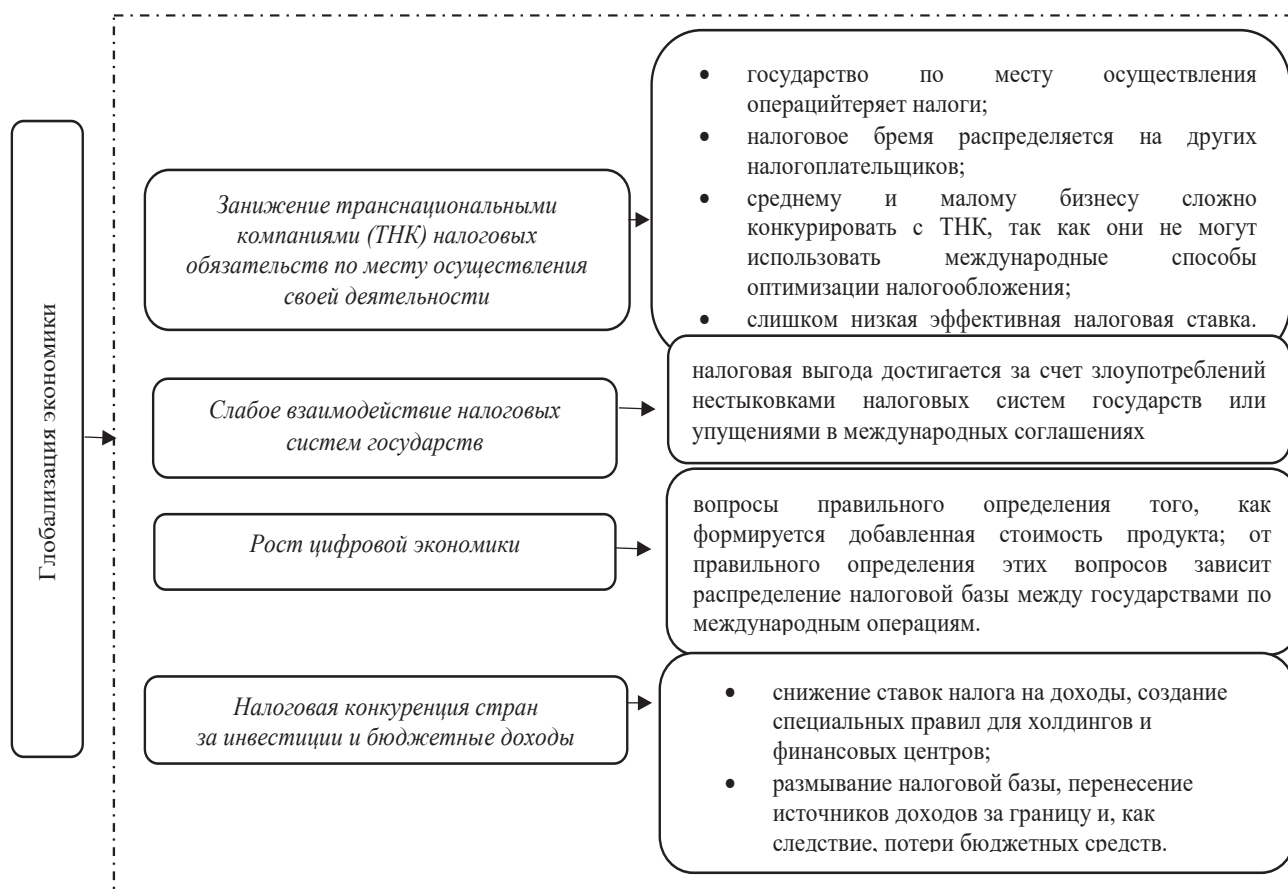 Глобализация экономики
Занижение транснациональными
компаниями (ТНК) налоговых
обязательств по месту осуществления
своей деятельности
• государство по месту осуществления
операцийтеряет налоги;
• налоговое бремя распределяется на других
налогоплательщиков;
• среднему и малому бизнесу сложно
конкурировать с ТНК, так как они не могут
использовать международные способы
оптимизации налогообложения;
• слишком низкая эффективная налоговая ставка.
Слабое взаимодействие налоговых
систем государств
налоговая выгода достигается за счет злоупотреблений
нестыковками налоговых систем государств или
упущениями в международных соглашениях
Рост цифровой экономики
вопросы правильного определения того, как
формируется добавленная стоимость продукта; от
правильного определения этих вопросов зависит
распределение налоговой базы между государствами по
международным операциям.
Налоговая конкуренция стран
за инвестиции и бюджетные доходы
• снижение ставок налога на доходы, создание
специальных правил для холдингов и
финансовых центров;
• размывание налоговой базы, перенесение
источников доходов за границу и, как
следствие, потери бюджетных средств.